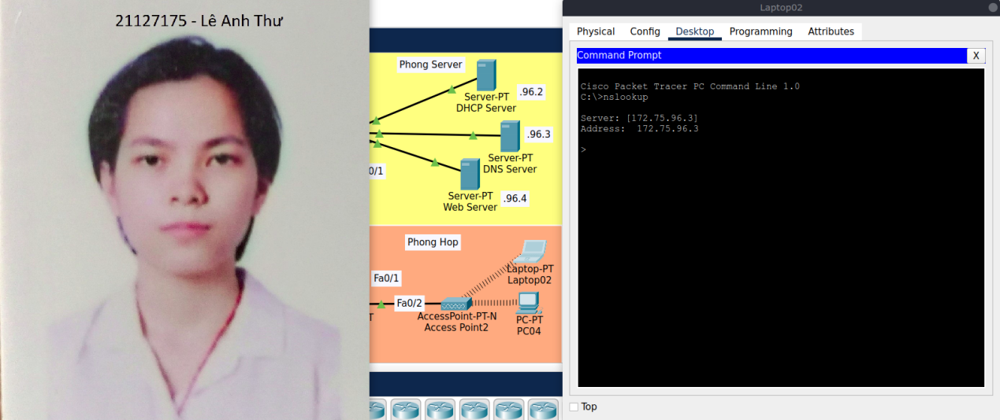 21127175 - Lê Anh Thư
Phong Server
Server-PT
DHCP Server
.96.2
Server-PT
DNS Server
.96.3
0/1
Server-PT
Web Server
.96.4
Phong Hop
Laptop-PT
Laptop02
Fa0/1
Fa0/2
T
AccessPoint-PT-N
Access Point2
PC-PT
PC04
Laptop02
Physical Config Desktop Programming Attributes
Command Prompt
X
Cisco Packet Tracer PC Command Line 1.0
C:\>nslookup
Server: [172.75.96.3]
Address:  172.75.96.3
>
Top